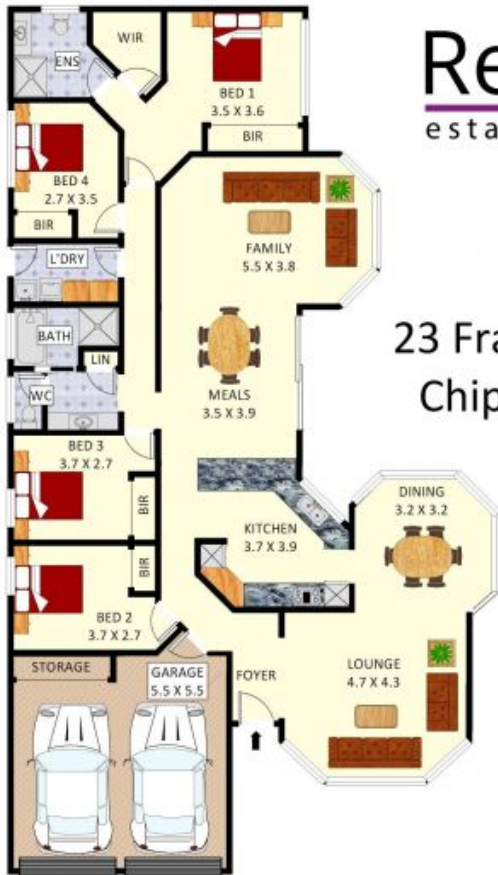 WIR
ENS
BED 1
3.5 X 3.6
BIR
BED 4
2.7 X 3.5
BIR
L'DRY
BATH
LIN
WC
FAMILY
5.5 X 3.8
MEALS
3.5 X 3.9
BED 3
3.7 X 2.7
BIR
BIR
BED 2
3.7 X 2.7
KITCHEN
3.7 X 3.9
DINING
3.2 X 3.2
STORAGE
GARAGE
5.5 X 5.5
FOYER
LOUNGE
4.7 X 4.3
Re
esta
23 Fra
Chip